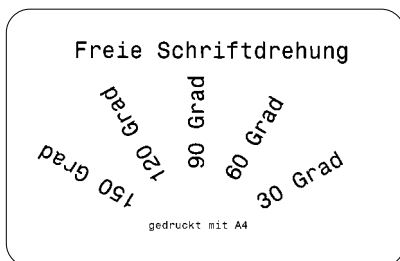 Freie Schriftdrehung
150 Grad
120 Grad
90 Grad
60 Grad
30 Grad
gedruckt mit A4